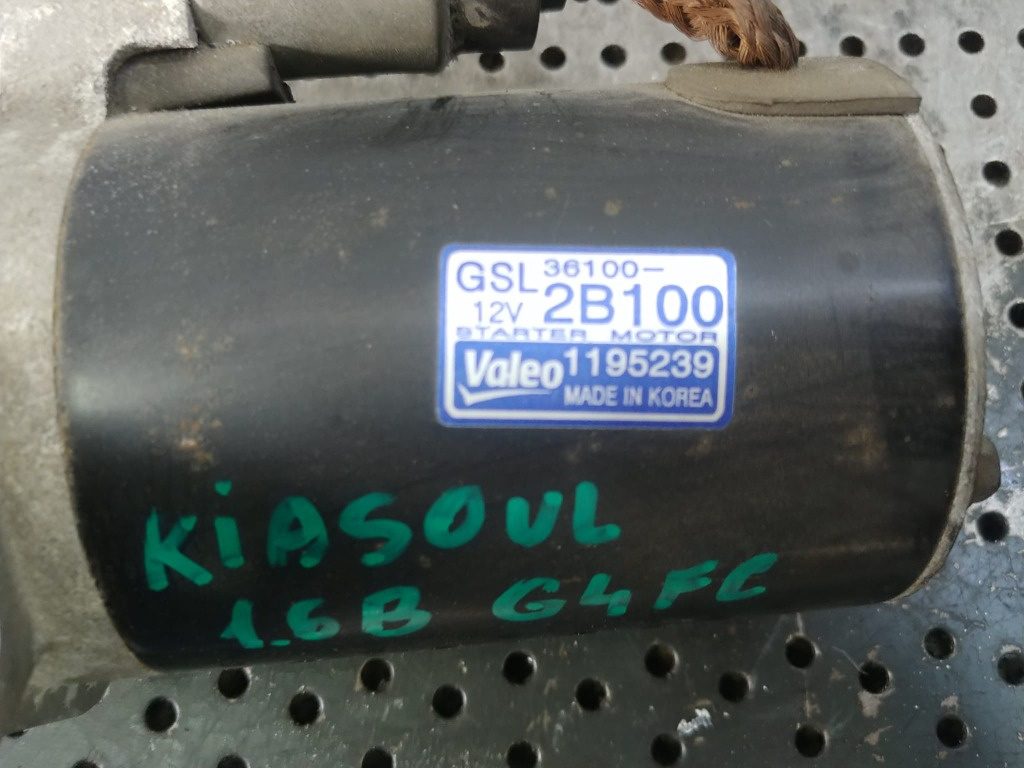 GSL 36100-
12V 2B100
STARTER MOTOR
Valeo 1195239
MADE IN KOREA
KiASOUL
1.6B G4FC